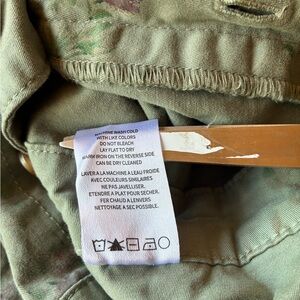 MACHINE WASH COLD
WITH LIKE COLORS
DO NOT BLEACH
LAY FLAT TO DRY
WARM IRON ON THE REVERSE SIDE
CAN BE DRY CLEANED
LAVER A LA MACHINE A L'EAU FROIDE
AVEC COULEURS SIMILAIRES
NE PAS JAVELLISER.
ETENDRE A PLAT POUR SECHER.
FER CHAUD A L'ENVERS
NETTOYAGE A SEC POSSIBLE.